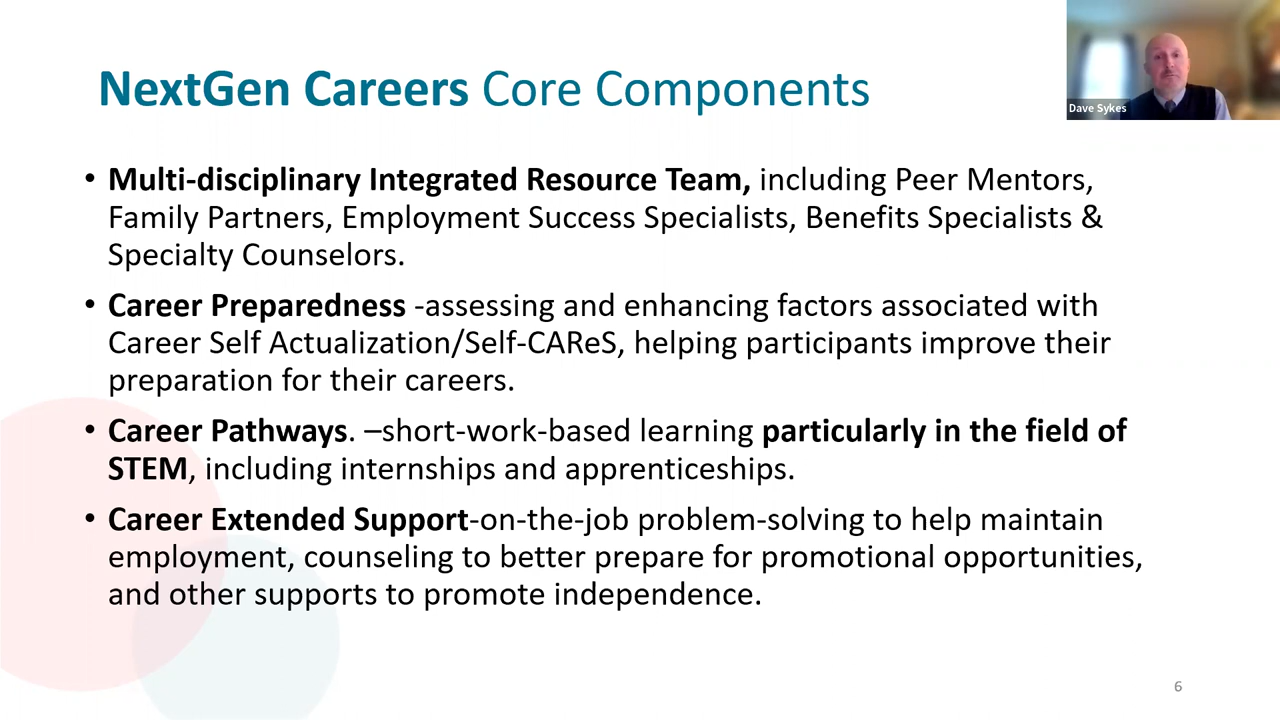 NextGen Careers Core Components
Dave Sykes
• Multi-disciplinary Integrated Resource Team, including Peer Mentors,
Family Partners, Employment Success Specialists, Benefits Specialists &
Specialty Counselors.
• Career Preparedness -assessing and enhancing factors associated with
Career Self Actualization/Self-CAReS, helping participants improve their
preparation for their careers.
• Career Pathways. –short-work-based learning particularly in the field of
STEM, including internships and apprenticeships.
• Career Extended Support-on-the-job problem-solving to help maintain
employment, counseling to better prepare for promotional opportunities,
and other supports to promote independence.
6